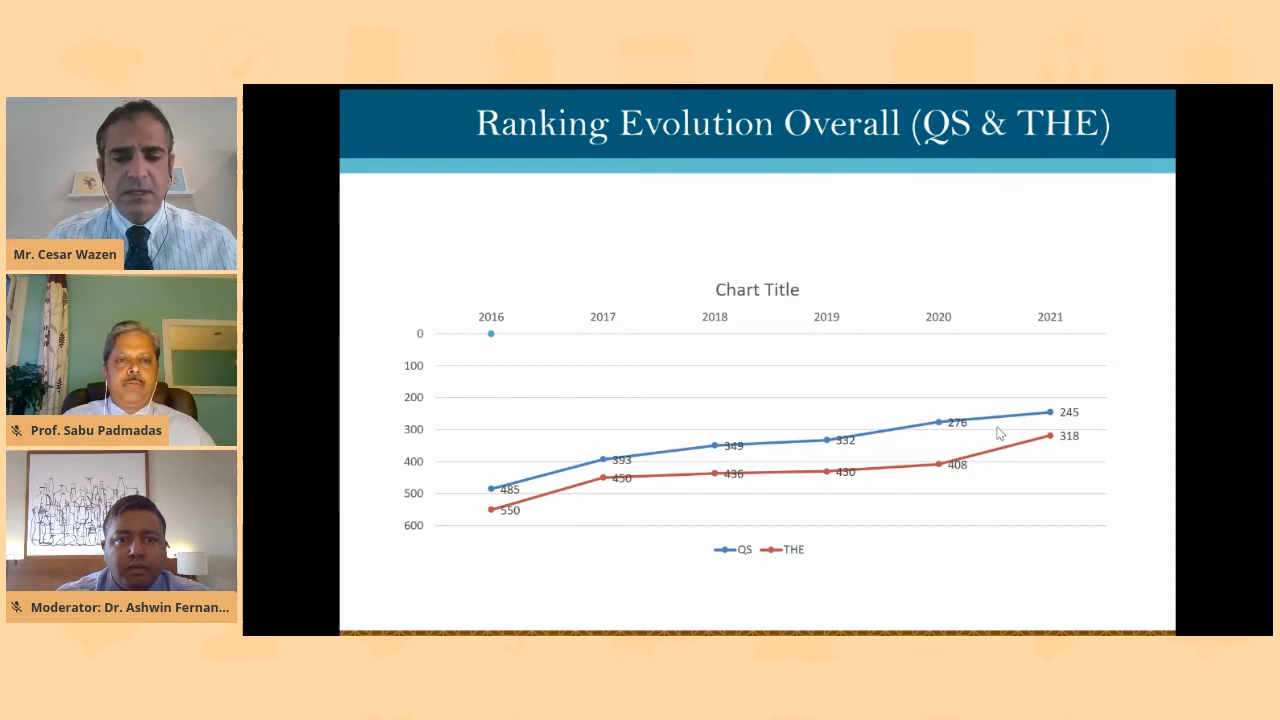 Ranking Evolution Overall (QS & THE)
Mr. Cesar Wazen
Prof. Sabu Padmadas
Moderator: Dr. Ashwin Fernan...
Chart Title
2016 2017 2018 2019 2020 2021
0
100
200
300
400
500
600
485 393 349 332 276 245
550 450 436 430 408 318
QS THE